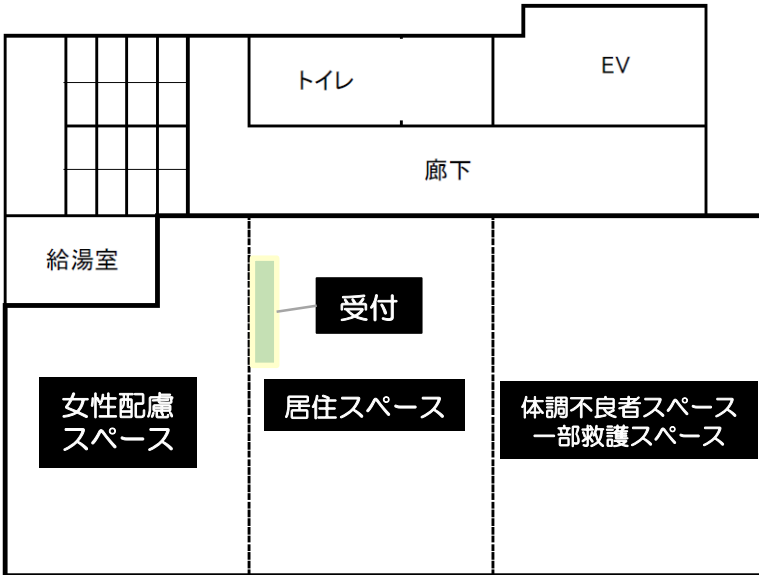 EV
トイレ
廊下
給湯室
受付
女性配慮
スペース
居住スペース
体調不良者スペース
一部救護スペース